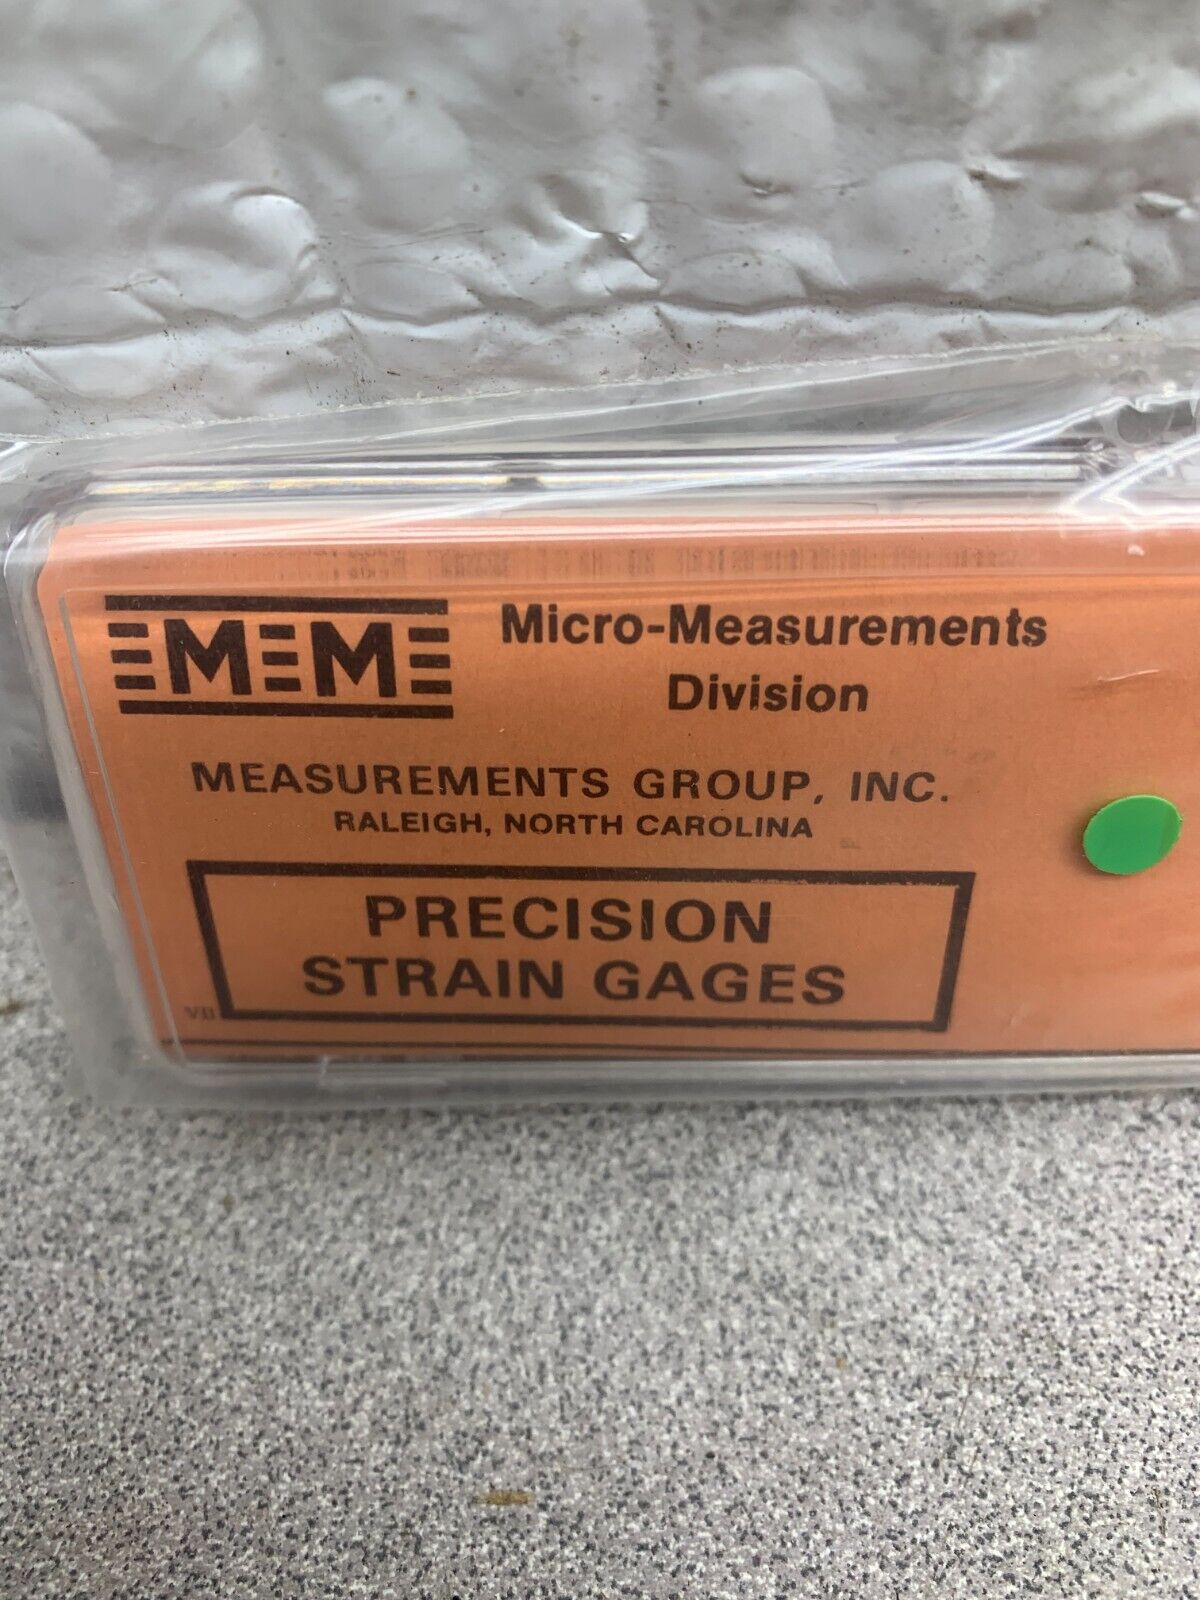 MM
Micro-Measurements
Division
MEASUREMENTS GROUP, INC.
RALEIGH, NORTH CAROLINA
PRECISION
STRAIN GAGES